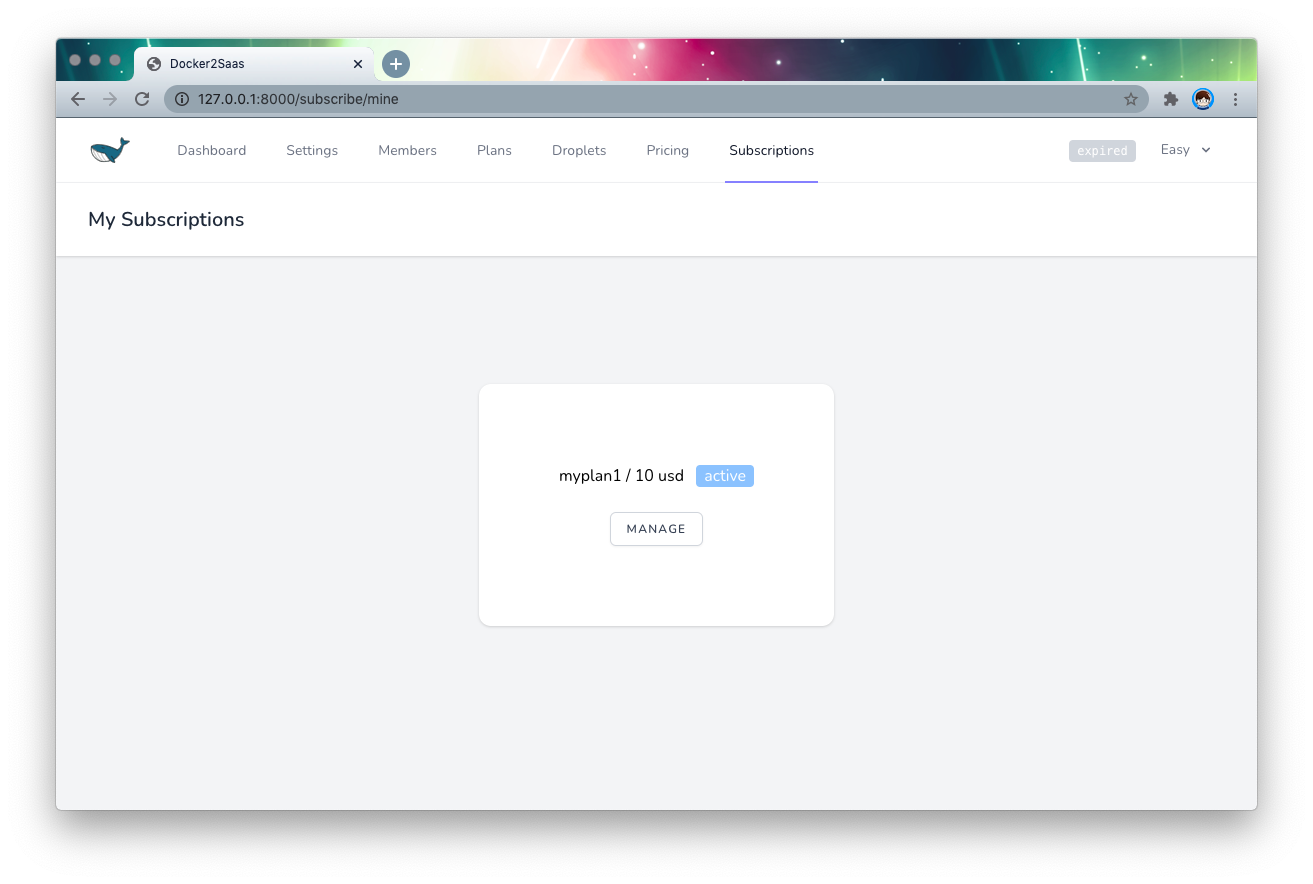 Docker2Saas
127.0.0.1:8000/subscribe/mine
Dashboard Settings Members Plans Droplets Pricing Subscriptions expired Easy
My Subscriptions
myplan1 / 10 usd active
MANAGE